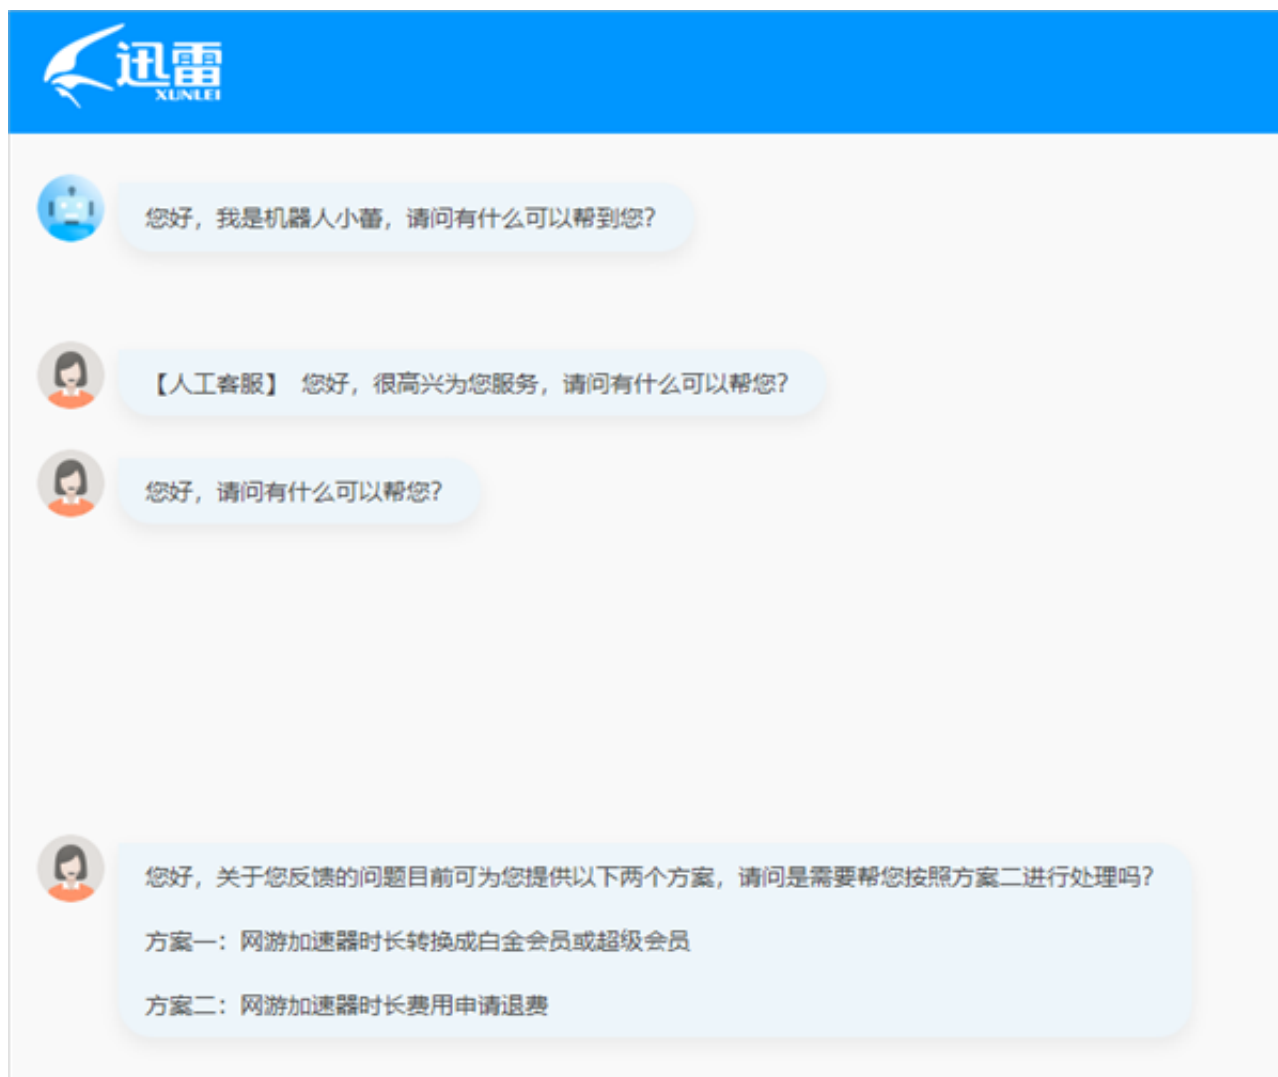 迅雷
XUNLEI
您好，我是机器人小蕾，请问有什么可以帮到您？
【人工客服】 您好，很高兴为您服务，请问有什么可以帮您？
您好，请问有什么可以帮您？
您好，关于您反馈的问题目前可为您提供以下两个方案，请问是需要帮您按照方案二进行处理吗？
方案一：网游加速器时长转换成白金会员或超级会员
方案二：网游加速器时长费用申请退费